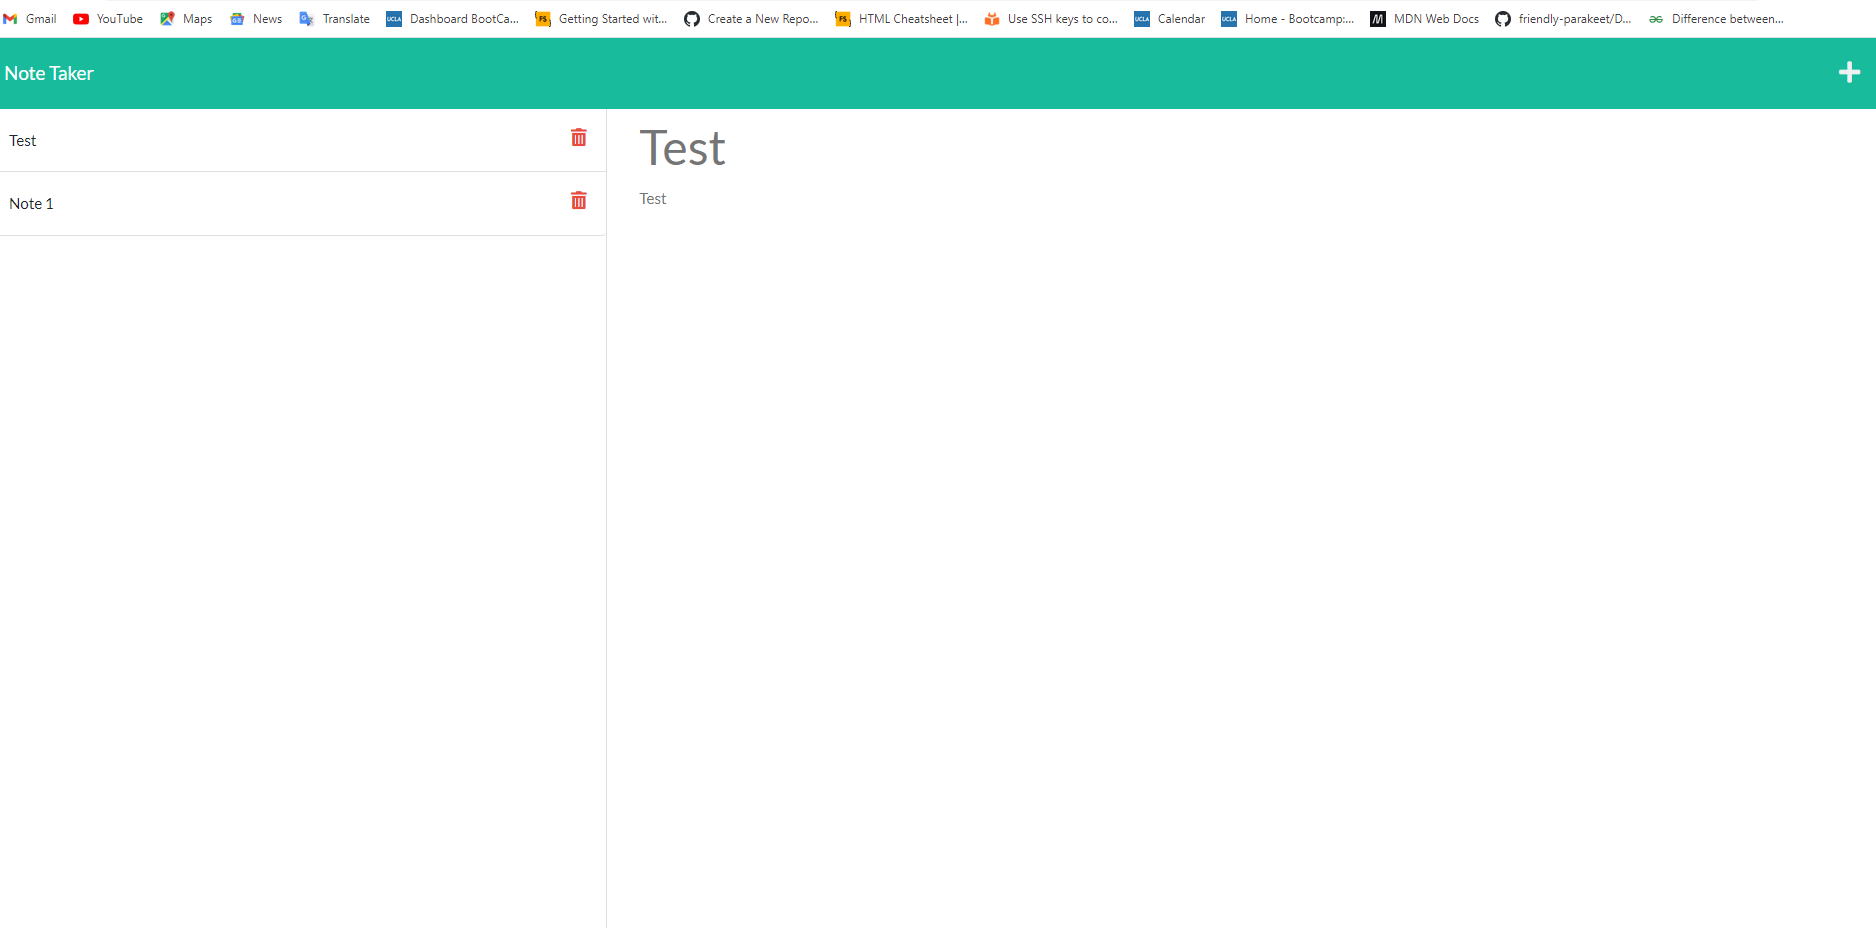 Gmail YouTube Maps News Translate Dashboard BootCa... Getting Started wit... Create a New Repo... HTML Cheatsheet |... Use SSH keys to co... Calendar Home - Bootcamp:... MDN Web Docs friendly-parakeet/D... Difference between...
Note Taker
Test
Note 1
Test
Test